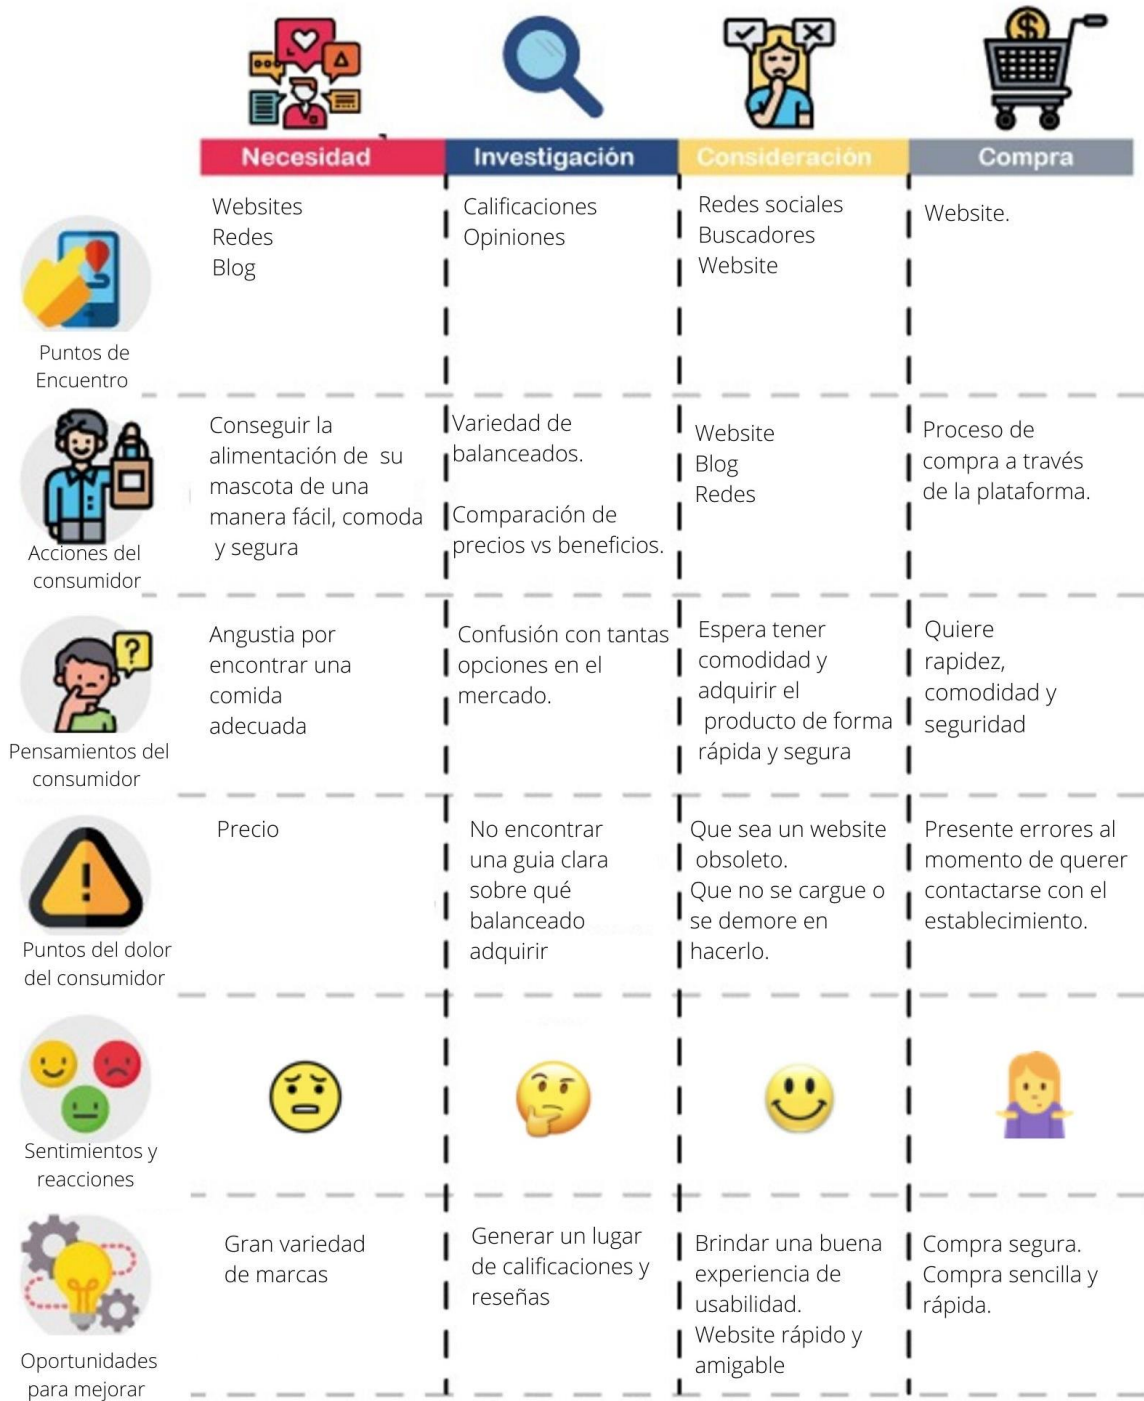 Necesidad
Investigación
Consideración
Compra
Puntos de
Encuentro
Websites
Redes
Blog
Calificaciones
Opiniones
Redes sociales
Buscadores
Website
Website.
Acciones del
consumidor
Conseguir la
alimentación de su
mascota de una
manera fácil, comoda
y segura
Variedad de
balanceados.
Comparación de
precios vs beneficios.
Website
Blog
Redes
Proceso de
compra a través
de la plataforma.
Pensamientos del
consumidor
Angustia por
encontrar una
comida
adecuada
Confusión con tantas
opciones en el
mercado.
Espera tener
comodidad y
adquirir el
producto de forma
rápida y segura
Quiere
rapidez,
comodidad y
seguridad
Puntos del dolor
del consumidor
Precio
No encontrar
una guia clara
sobre qué
balanceado
adquirir
Que sea un website
obsoleto.
Que no se cargue o
se demore en
hacerlo.
Presente errores al
momento de querer
contactarse con el
establecimiento.
Sentimientos y
reacciones
Oportunidades
para mejorar
Gran variedad
de marcas
Generar un lugar
de calificaciones y
reseñas
Brindar una buena
experiencia de
usabilidad.
Website rápido y
amigable
Compra segura.
Compra sencilla y
rápida.